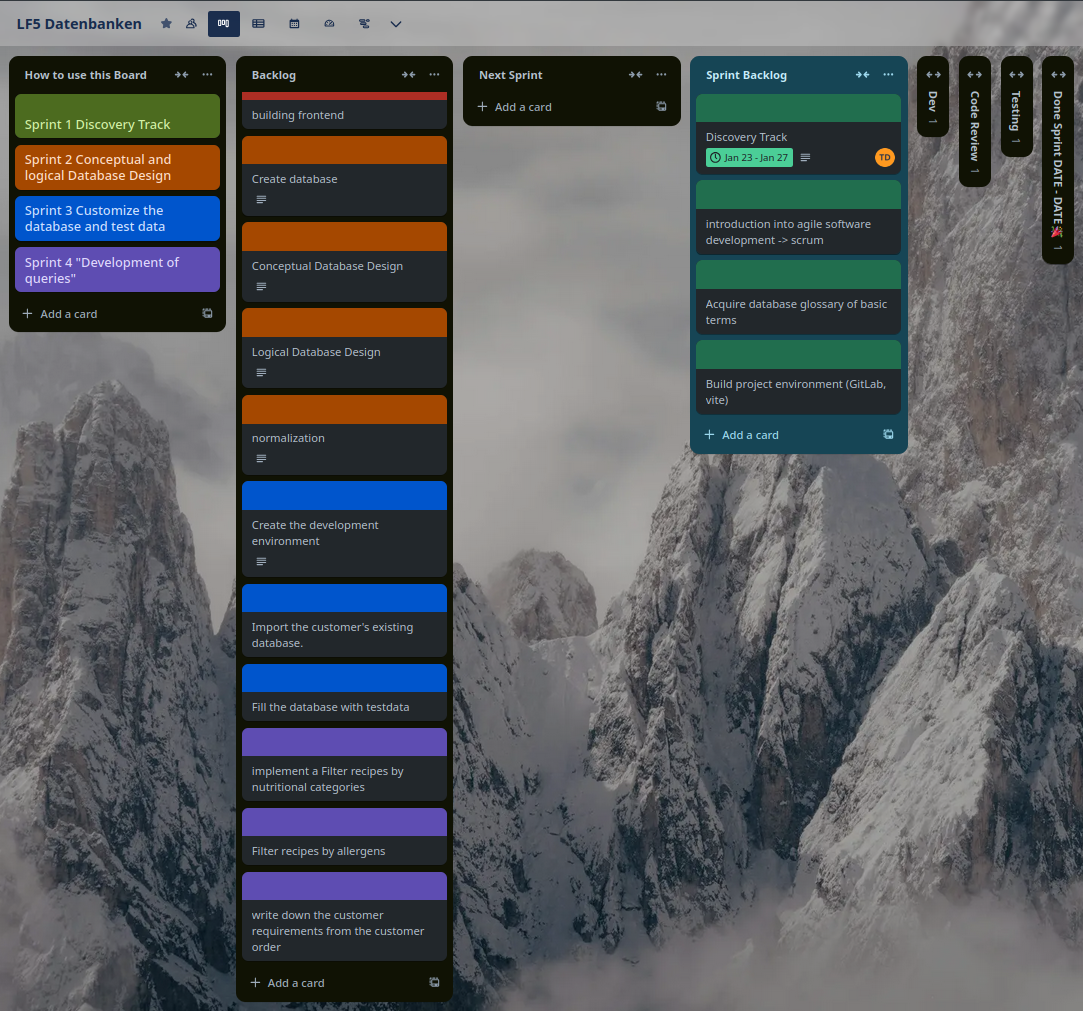 LF5 Datenbanken
How to use this Board
Sprint 1 Discovery Track
Sprint 2 Conceptual and
logical Database Design
Sprint 3 Customize the
database and test data
Sprint 4 "Development of
queries"
Add a card
Backlog
building frontend
Create database
Conceptual Database Design
Logical Database Design
normalization
Create the development
environment
Import the customer's existing
database.
Fill the database with testdata
implement a Filter recipes by
nutritional categories
Filter recipes by allergens
write down the customer
requirements from the customer
order
Add a card
Next Sprint
Add a card
Sprint Backlog
Discovery Track
Jan 23 - Jan 27
TD
introduction into agile software
development -> scrum
Acquire database glossary of basic
terms
Build project environment (GitLab,
vite)
Add a card
Dev 1
Code Review 1
Testing 1
Done Sprint DATE - DATE 🎉 1